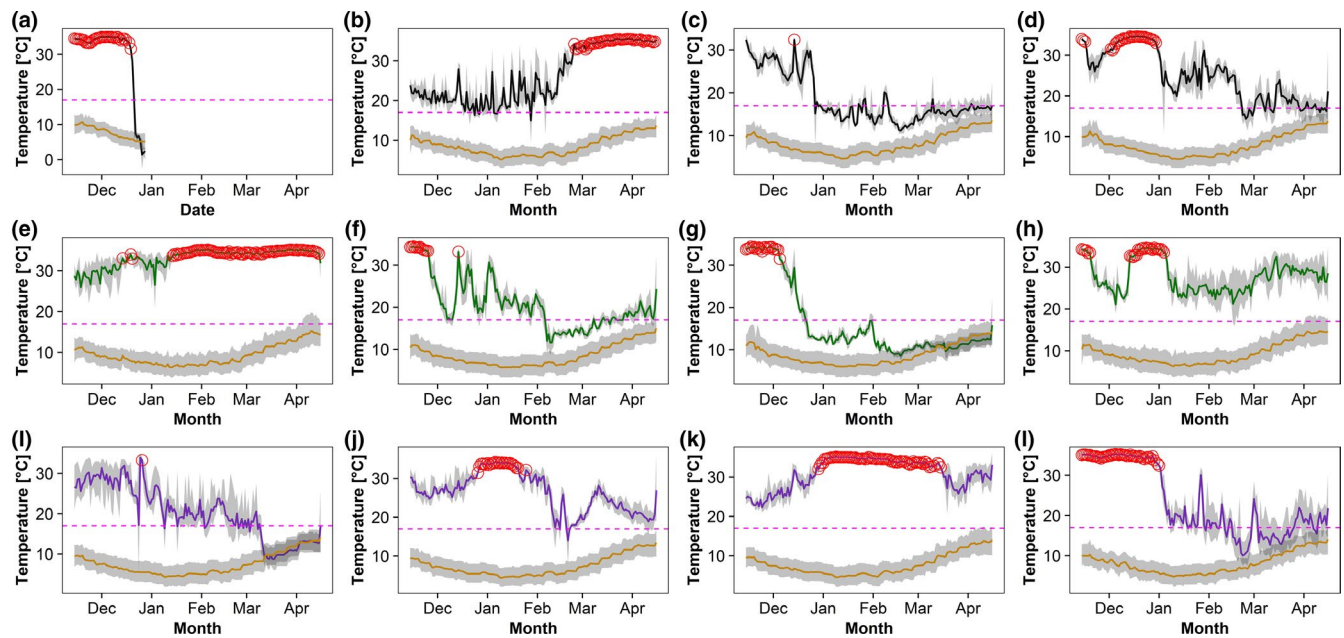 (a) (b) (c) (d)
Temperature [°C] Temperature [°C] Temperature [°C] Temperature [°C]
30 30 30 30
20 20 20 20
10 10 10 10
0
Dec Jan Feb Mar Apr Dec Jan Feb Mar Apr Dec Jan Feb Mar Apr Dec Jan Feb Mar Apr
Date Month Month Month
(e) (f) (g) (h)
Temperature [°C] Temperature [°C] Temperature [°C] Temperature [°C]
30 30 30 30
20 20 20 20
10 10 10 10
Dec Jan Feb Mar Apr Dec Jan Feb Mar Apr Dec Jan Feb Mar Apr Dec Jan Feb Mar Apr
Month Month Month Month
(l) (j) (k) (l)
Temperature [°C] Temperature [°C] Temperature [°C] Temperature [°C]
30 30 30 30
20 20 20 20
10 10 10 10
Dec Jan Feb Mar Apr Dec Jan Feb Mar Apr Dec Jan Feb Mar Apr Dec Jan Feb Mar Apr
Month Month Month Month